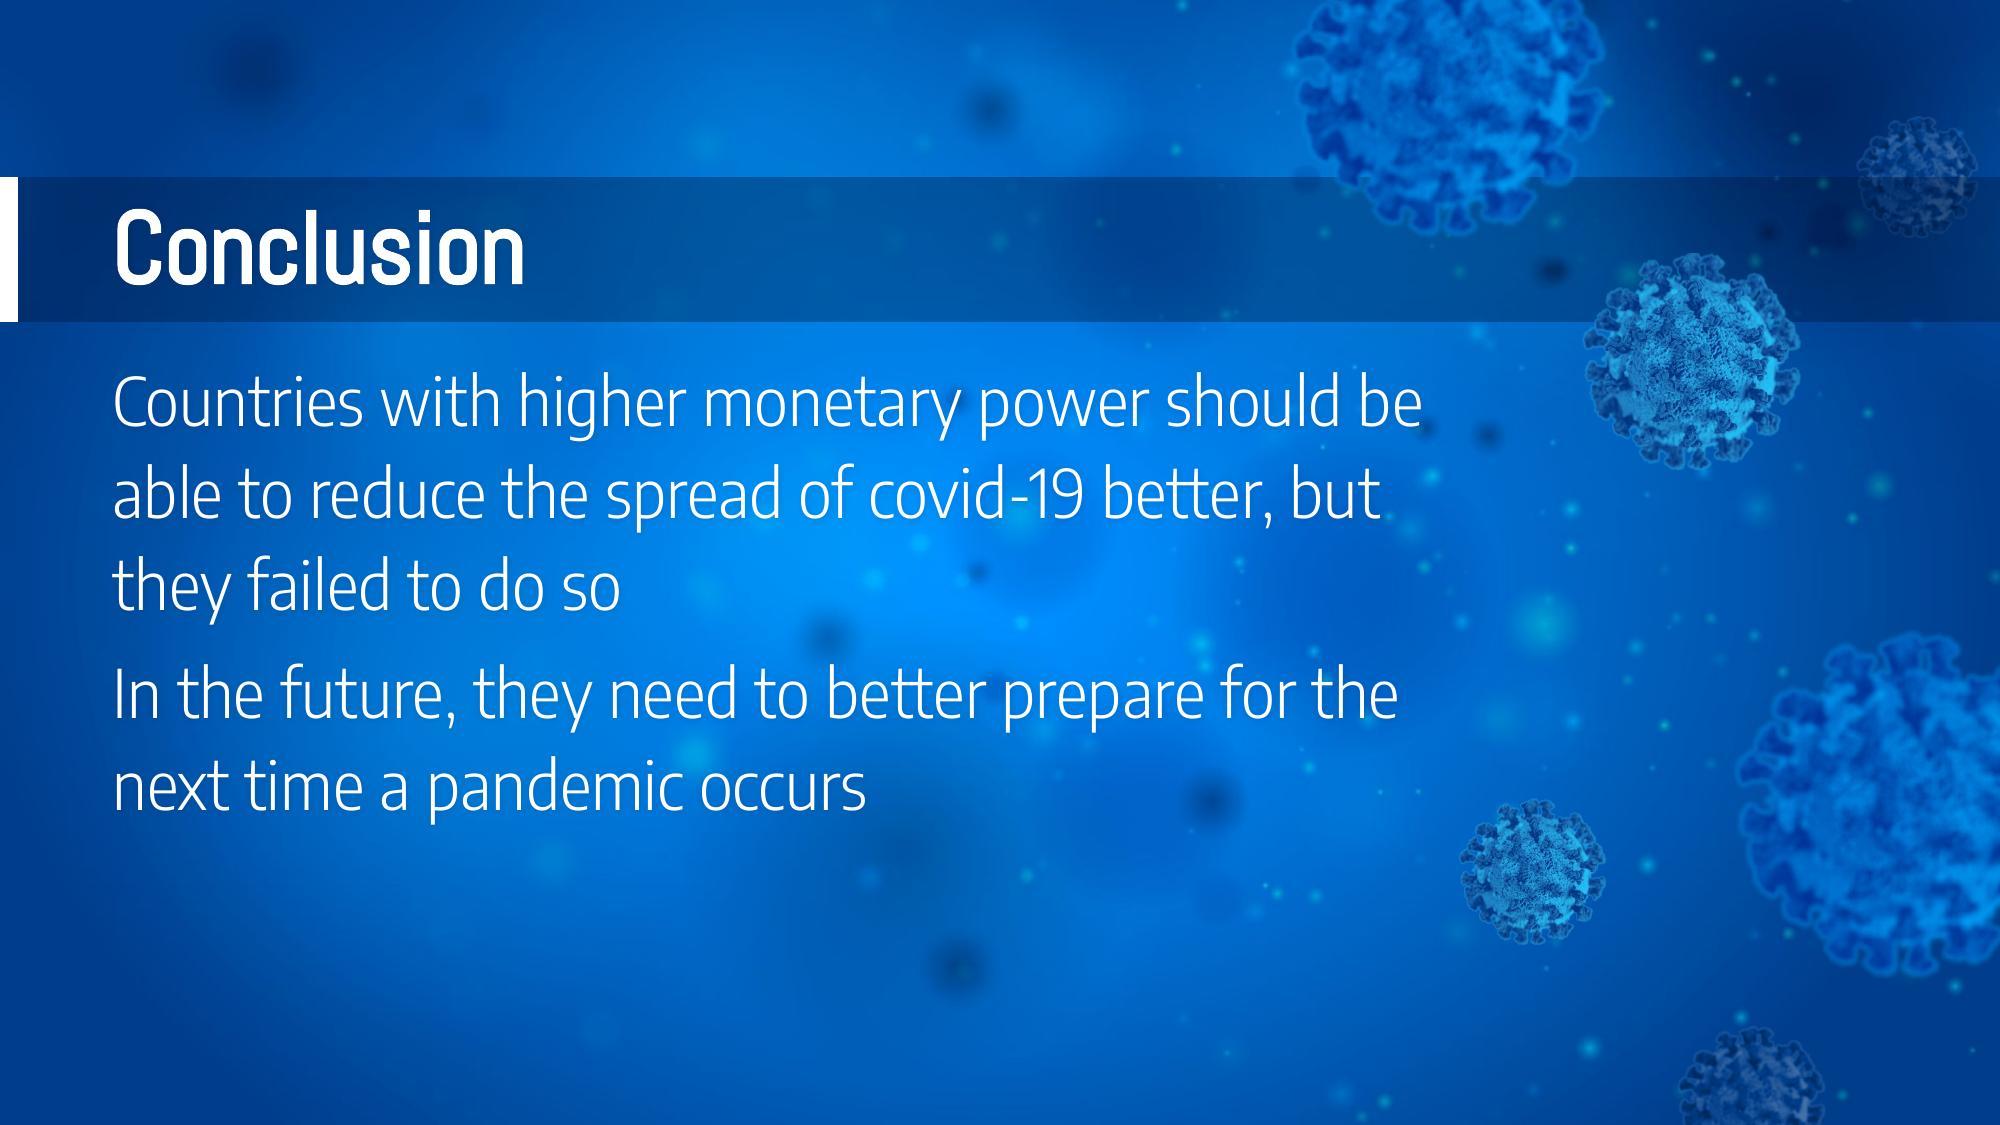 Conclusion
Countries with higher monetary power should be
able to reduce the spread of covid-19 better, but
they failed to do so
In the future, they need to better prepare for the
next time a pandemic occurs